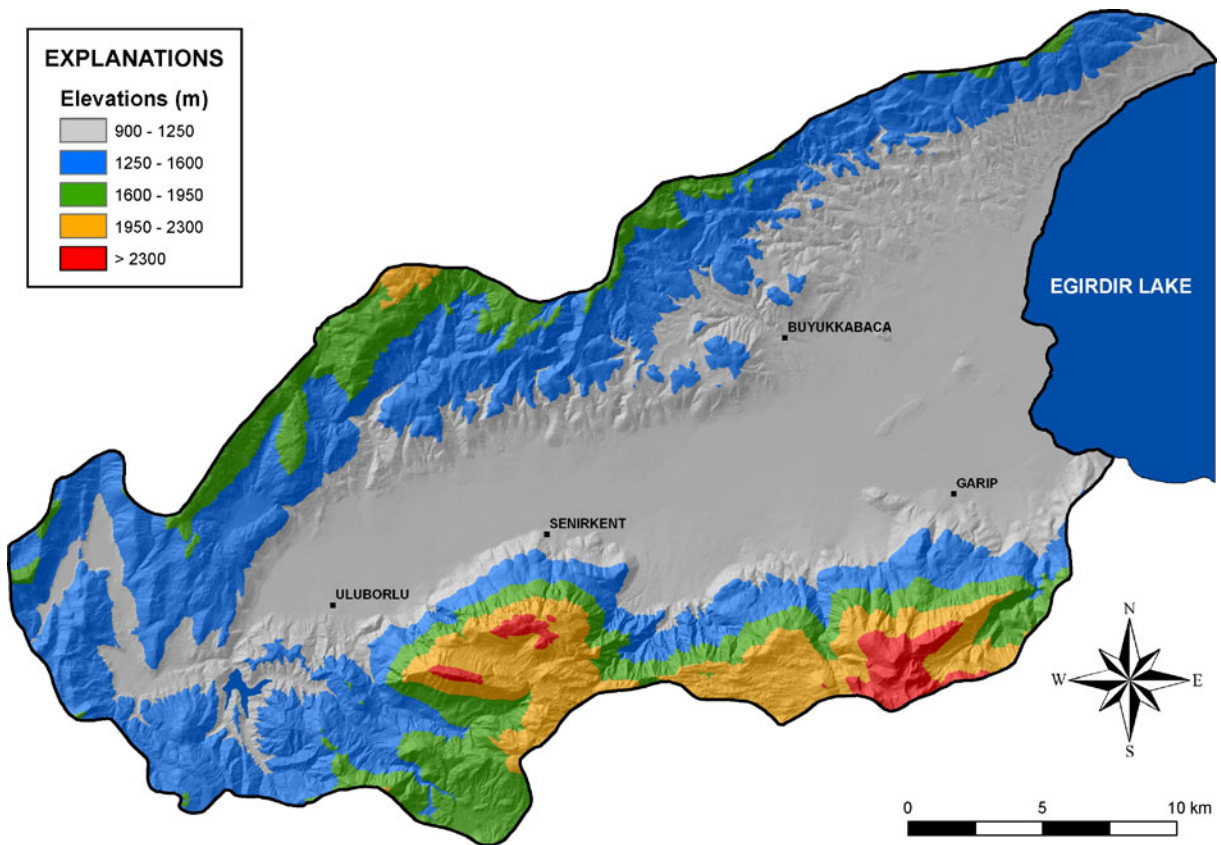 EXPLANATIONS
Elevations (m)
900 - 1250
1250 - 1600
1600 - 1950
1950 - 2300
> 2300
EGIRDIR LAKE
BUYUKKABACA
GARIP
SENIRKENT
ULUBORLU
N
W E
S
0 5 10 km